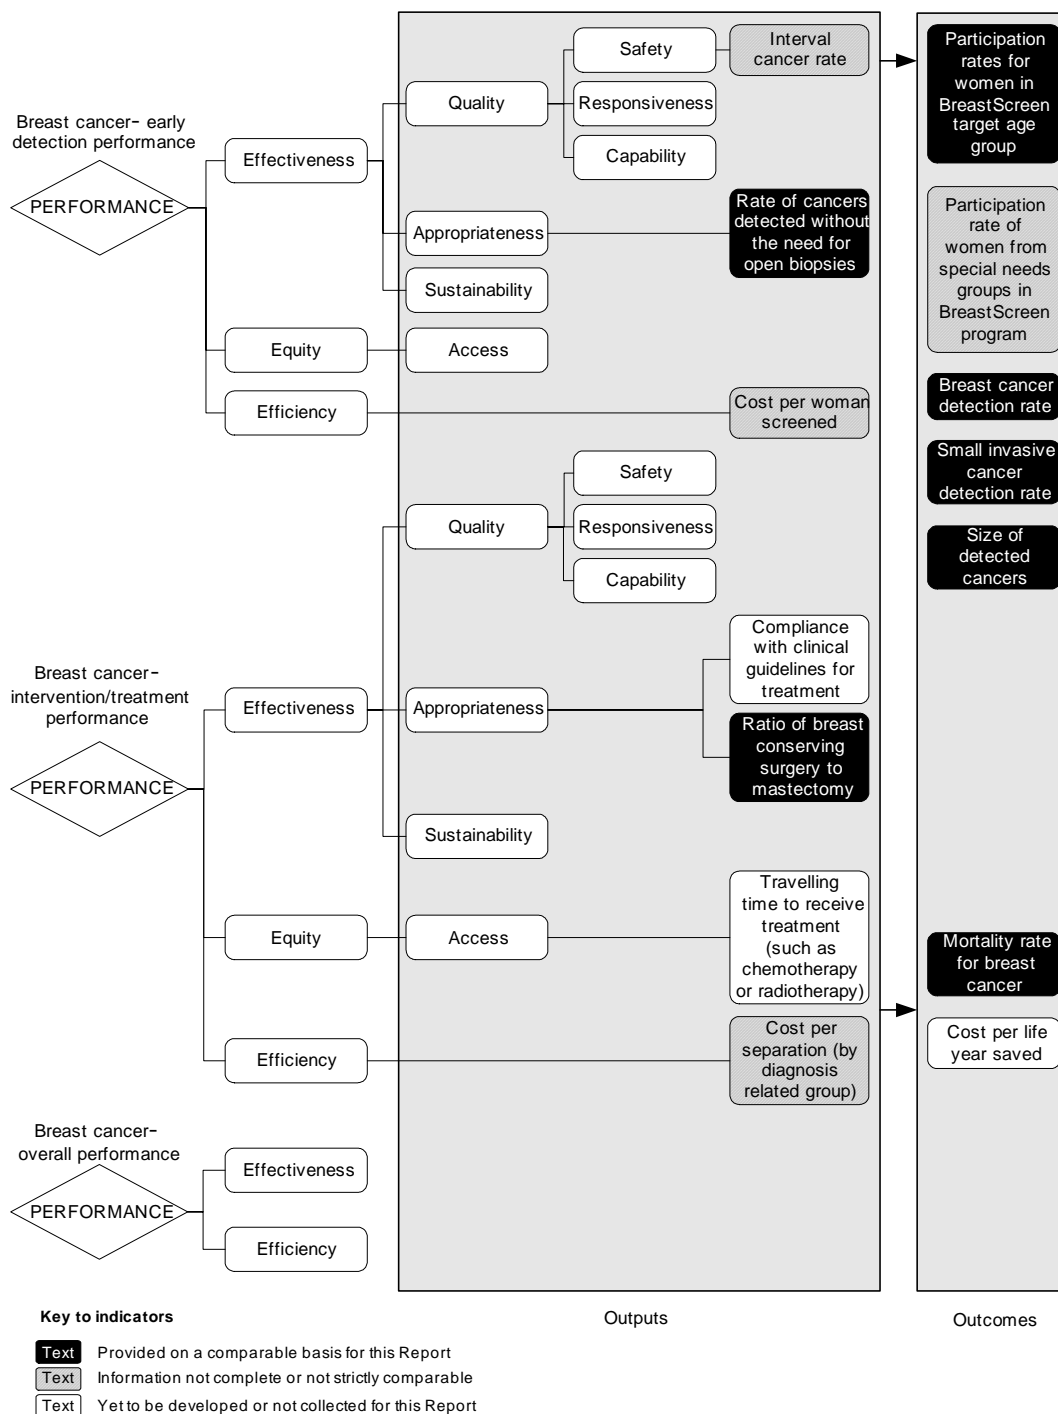 Breast cancer– early
detection performance
PERFORMANCE
Effectiveness
Equity
Efficiency
Quality
Appropriateness
Sustainability
Access
Safety
Responsiveness
Capability
Interval
cancer rate
Rate of cancers
detected without
the need for
open biopsies
Cost per woman
screened
Breast cancer–
intervention/treatment
performance
PERFORMANCE
Effectiveness
Equity
Efficiency
Quality
Appropriateness
Sustainability
Access
Safety
Responsiveness
Capability
Compliance
with clinical
guidelines for
treatment
Ratio of breast
conserving
surgery to
mastectomy
Travelling
time to receive
treatment
(such as
chemotherapy
or radiotherapy)
Cost per
separation (by
diagnosis
related group)
Breast cancer–
overall performance
PERFORMANCE
Effectiveness
Efficiency
Participation
rates for
women in
BreastScreen
target age
group
Participation
rate of
women from
special needs
groups in
BreastScreen
program
Breast cancer
detection rate
Small invasive
cancer
detection rate
Size of
detected
cancers
Mortality rate
for breast
cancer
Cost per life
year saved
Outputs
Outcomes
Key to indicators
Text Provided on a comparable basis for this Report
Text Information not complete or not strictly comparable
Text Yet to be developed or not collected for this Report